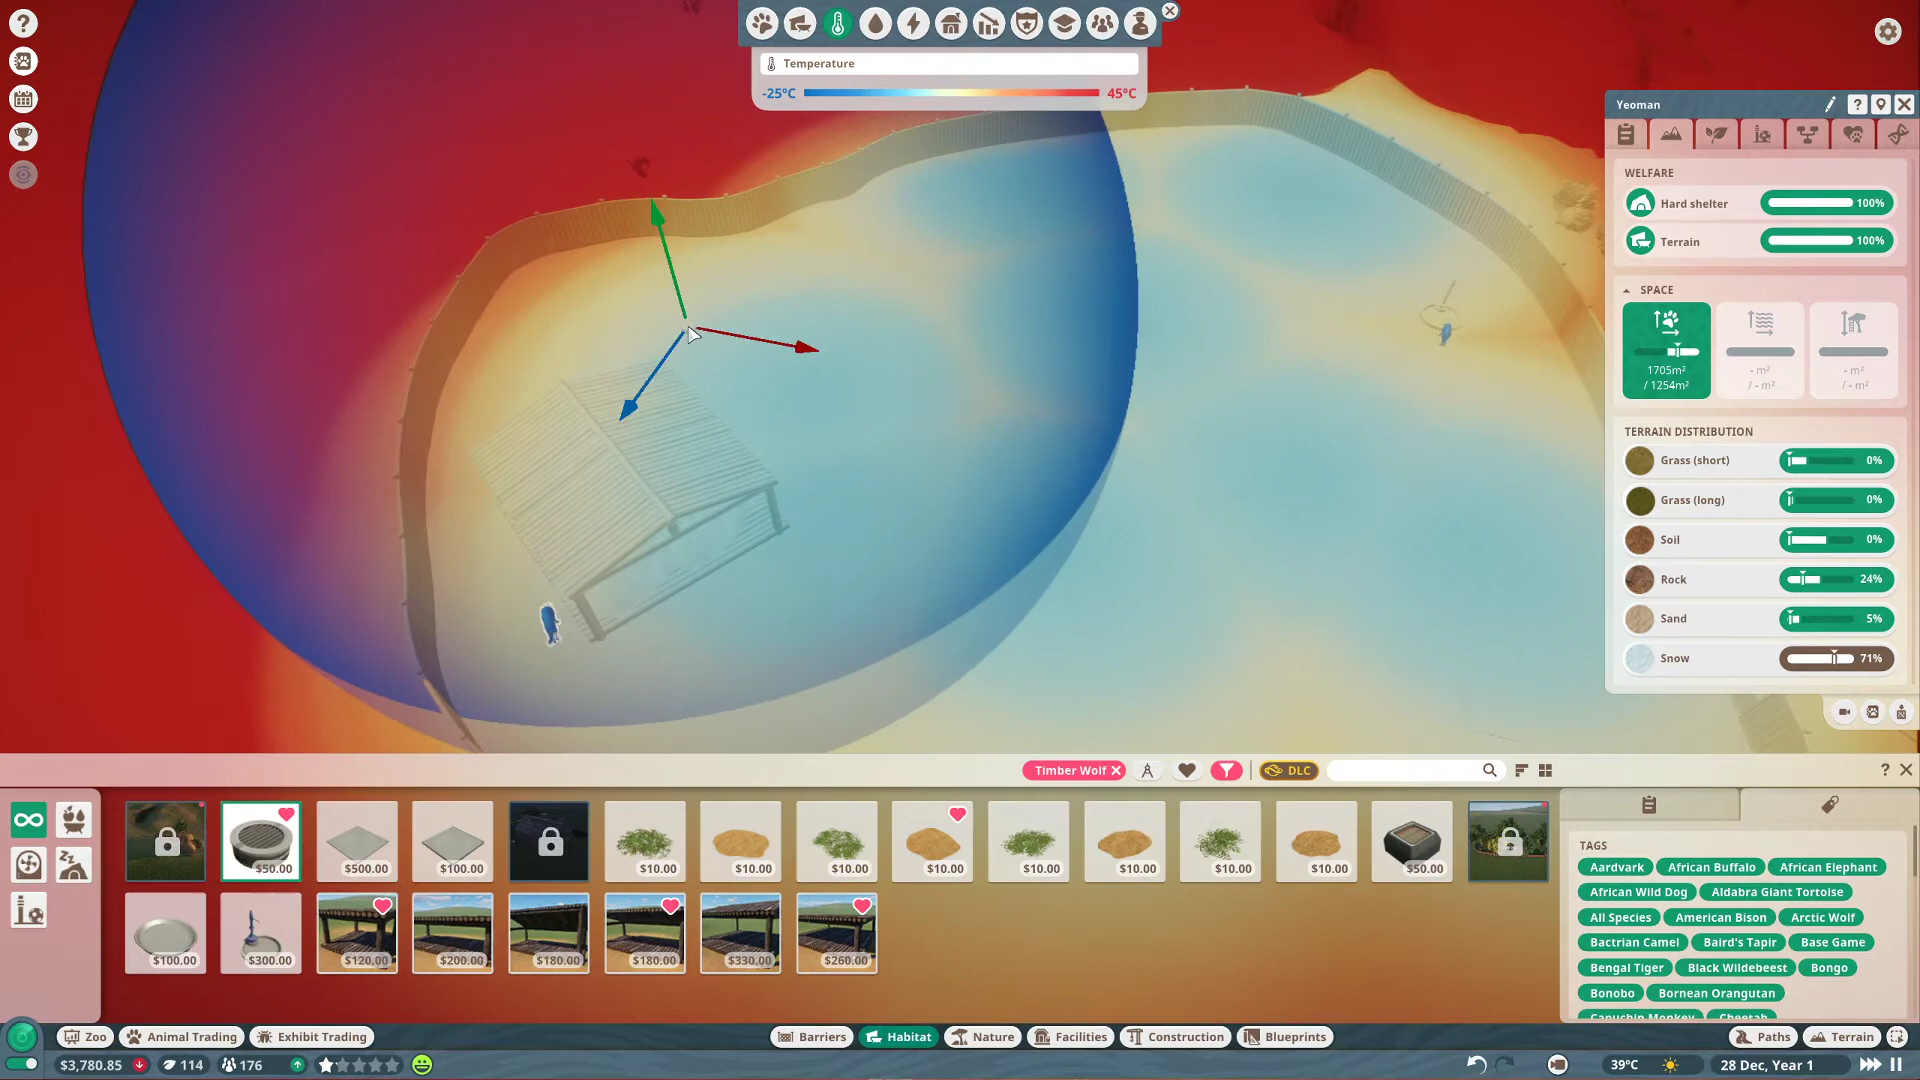 Temperature
-25°C
45°C
Yeoman
?
WELFARE
Hard shelter
100%
Terrain
100%
SPACE
1705m²
/ 1254m²
- m²
/ - m²
- m²
/ - m²
TERRAIN DISTRIBUTION
Grass (short)
0%
Grass (long)
0%
Soil
0%
Rock
24%
Sand
5%
Snow
71%
Timber Wolf
DLC
?
$50.00
$500.00
$100.00
$10.00
$10.00
$10.00
$10.00
$10.00
$10.00
$10.00
$10.00
$50.00
$100.00
$300.00
$120.00
$200.00
$180.00
$180.00
$330.00
$260.00
TAGS
Aardvark
African Buffalo
African Elephant
African Wild Dog
Aldabra Giant Tortoise
All Species
American Bison
Arctic Wolf
Bactrian Camel
Baird's Tapir
Base Game
Bengal Tiger
Black Wildebeest
Bongo
Bonobo
Bornean Orangutan
Capuchin Monkey
Cheetah
Zoo
Animal Trading
Exhibit Trading
Barriers
Habitat
Nature
Facilities
Construction
Blueprints
Paths
Terrain
$3,780.85
114
176
39°C
28 Dec, Year 1